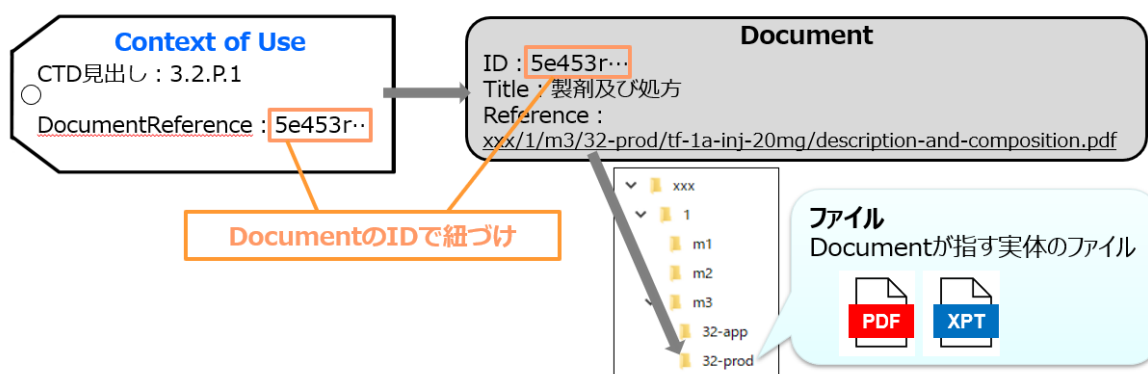 Context of Use
CTD見出し：3.2.P.1
DocumentReference：5e453r‥
Document
ID：5e453r…
Title：製剤及び処方
Reference：
xxx/1/m3/32-prod/tf-1a-inj-20mg/description-and-composition.pdf
DocumentのIDで紐づけ
xxx
1
m1
m2
m3
32-app
32-prod
ファイル
Documentが指す実体のファイル
PDF
XPT